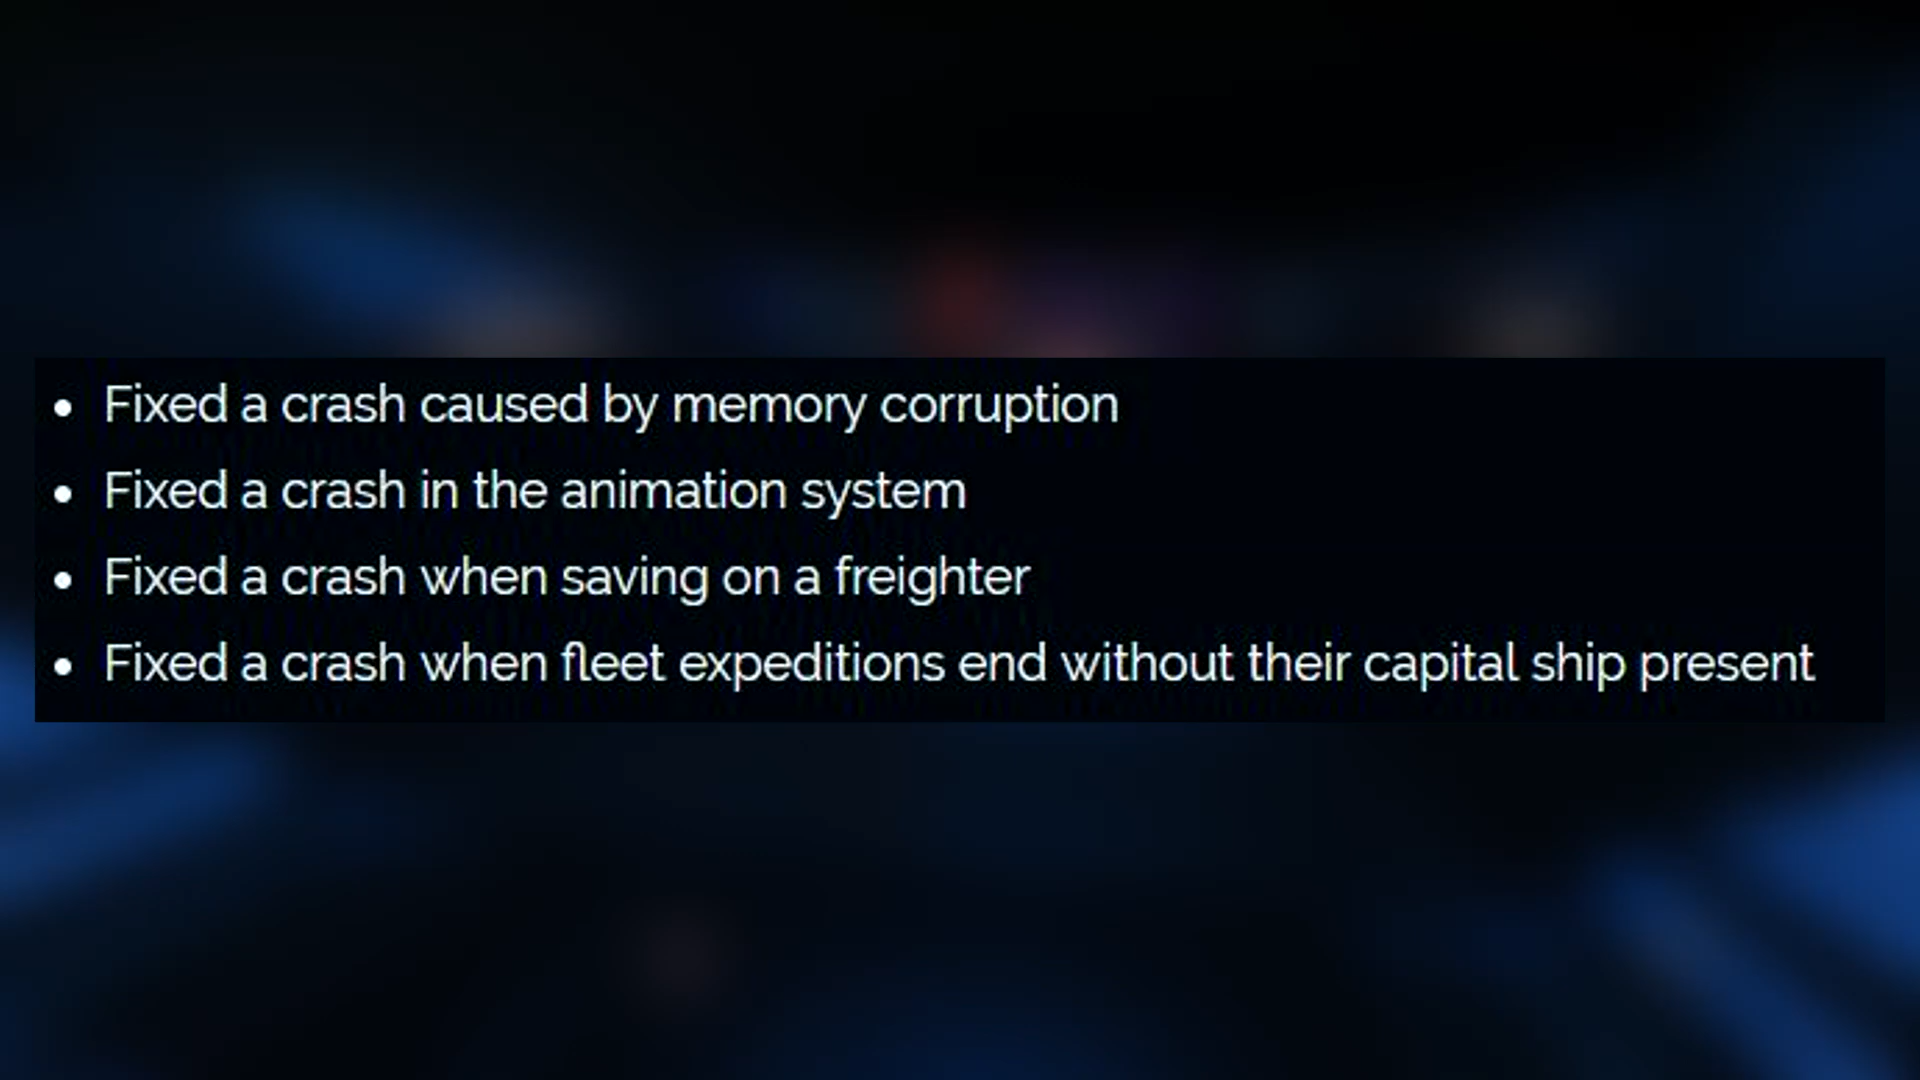 • Fixed a crash caused by memory corruption
• Fixed a crash in the animation system
• Fixed a crash when saving on a freighter
• Fixed a crash when fleet expeditions end without their capital ship present